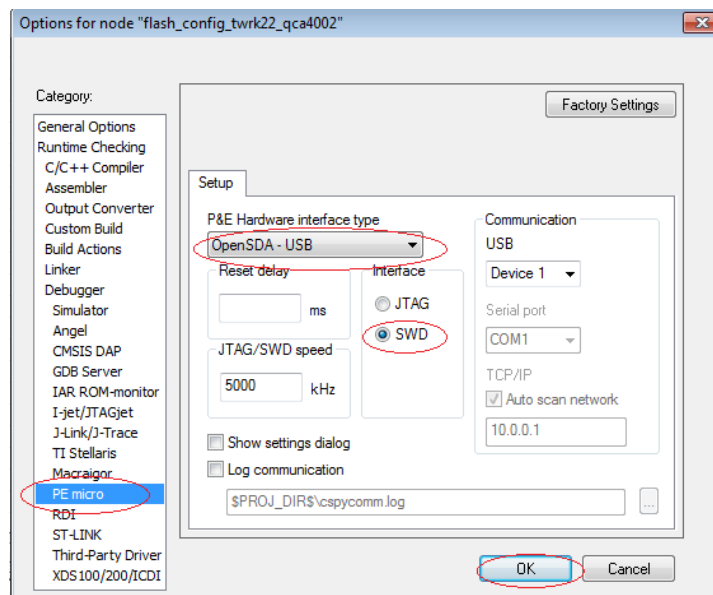 Options for node "flash_config_twrk22_qca4002"
Category:
General Options
Runtime Checking
C/C++ Compiler
Assembler
Output Converter
Custom Build
Build Actions
Linker
Debugger
Simulator
Angel
CMSIS DAP
GDB Server
IAR ROM-monitor
I-jet/JTAGjet
J-Link/J-Trace
TI Stellaris
Macraigor
PE micro
RDI
ST-LINK
Third-Party Driver
XDS100/200/ICDI
Factory Settings
Setup
P&E Hardware interface type
OpenSDA - USB
Reset delay
ms
JTAG/SWD speed
5000 kHz
Interface
JTAG
SWD
Communication
USB
Device 1
Serial port
COM1
TCP/IP
Auto scan network
10.0.0.1
Show settings dialog
Log communication
$PROJ_DIR$\cspycomm.log
...
OK
Cancel